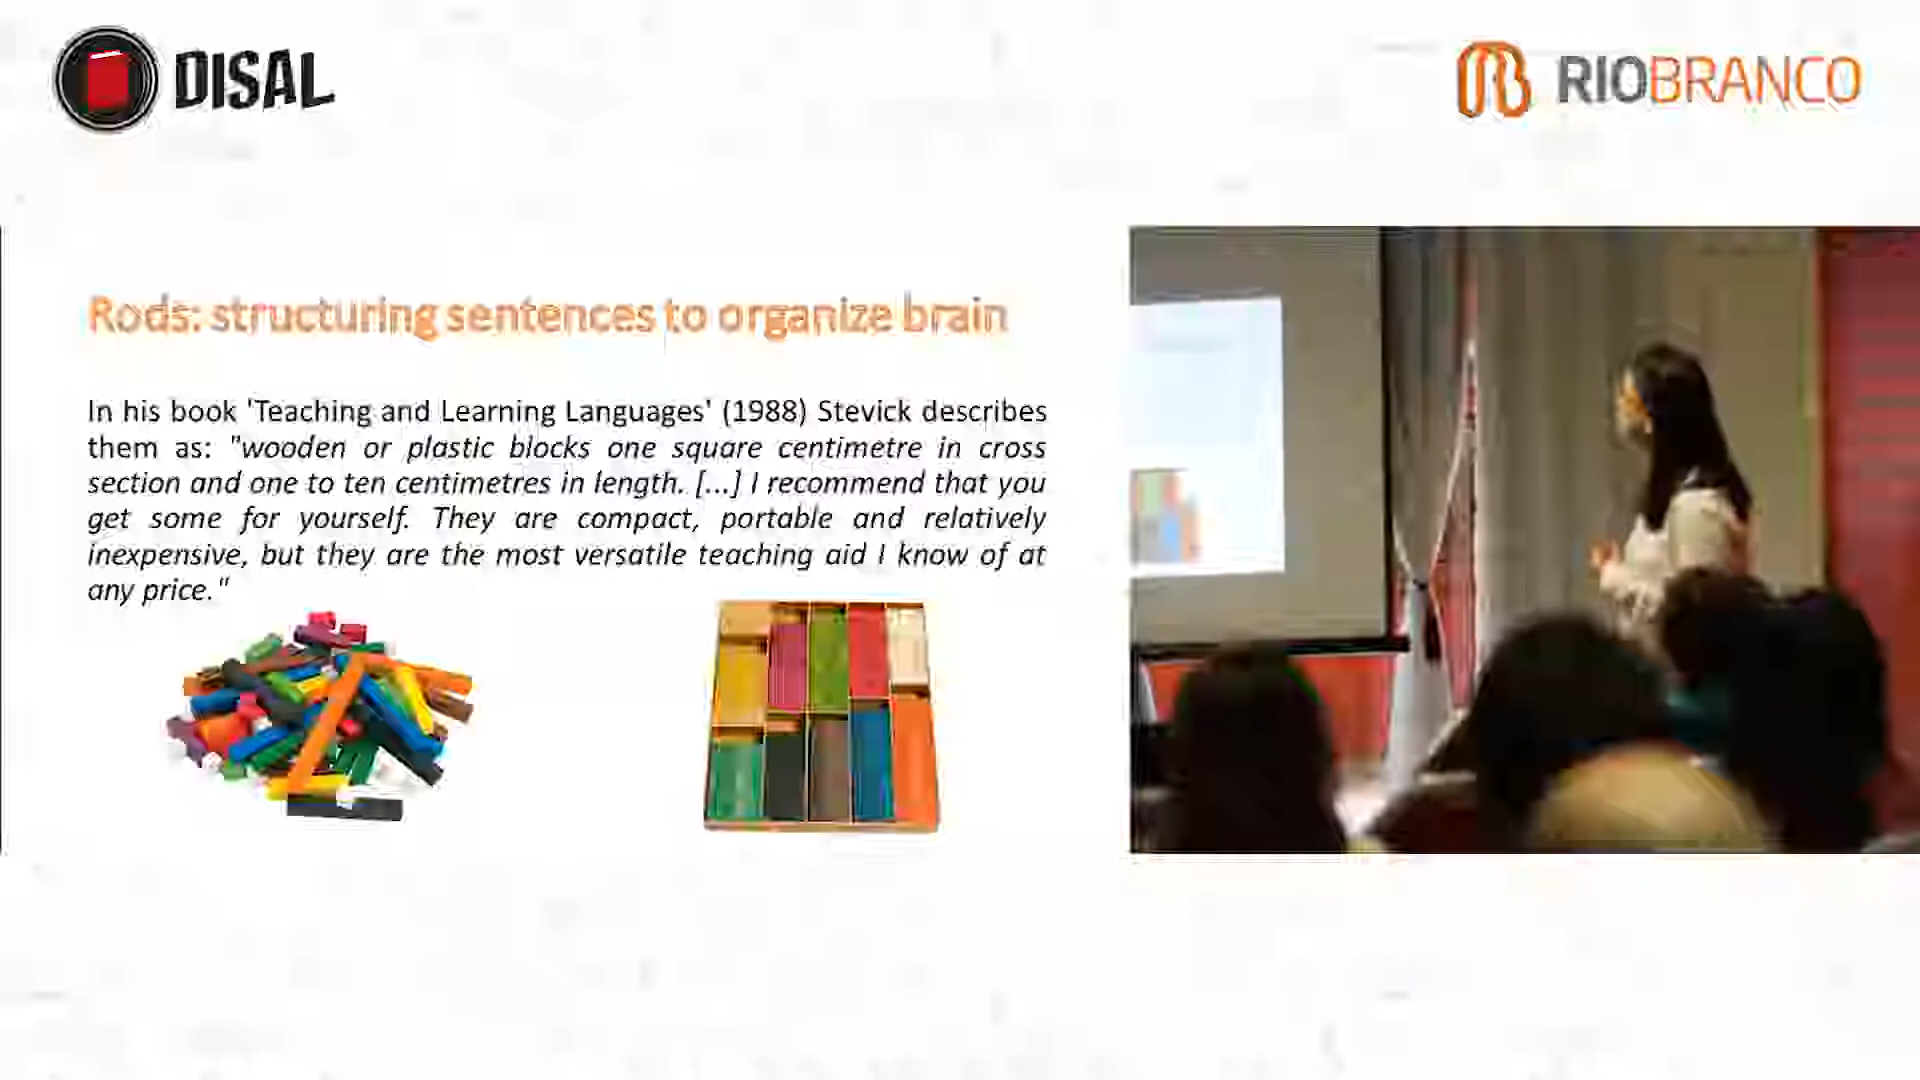 DISAL
RIOBRANCO
Rods: structuring sentences to organize brain
In his book 'Teaching and Learning Languages' (1988) Stevick describes
them as: "wooden or plastic blocks one square centimetre in cross
section and one to ten centimetres in length. [...] I recommend that you
get some for yourself. They are compact, portable and relatively
inexpensive, but they are the most versatile teaching aid I know of at
any price."